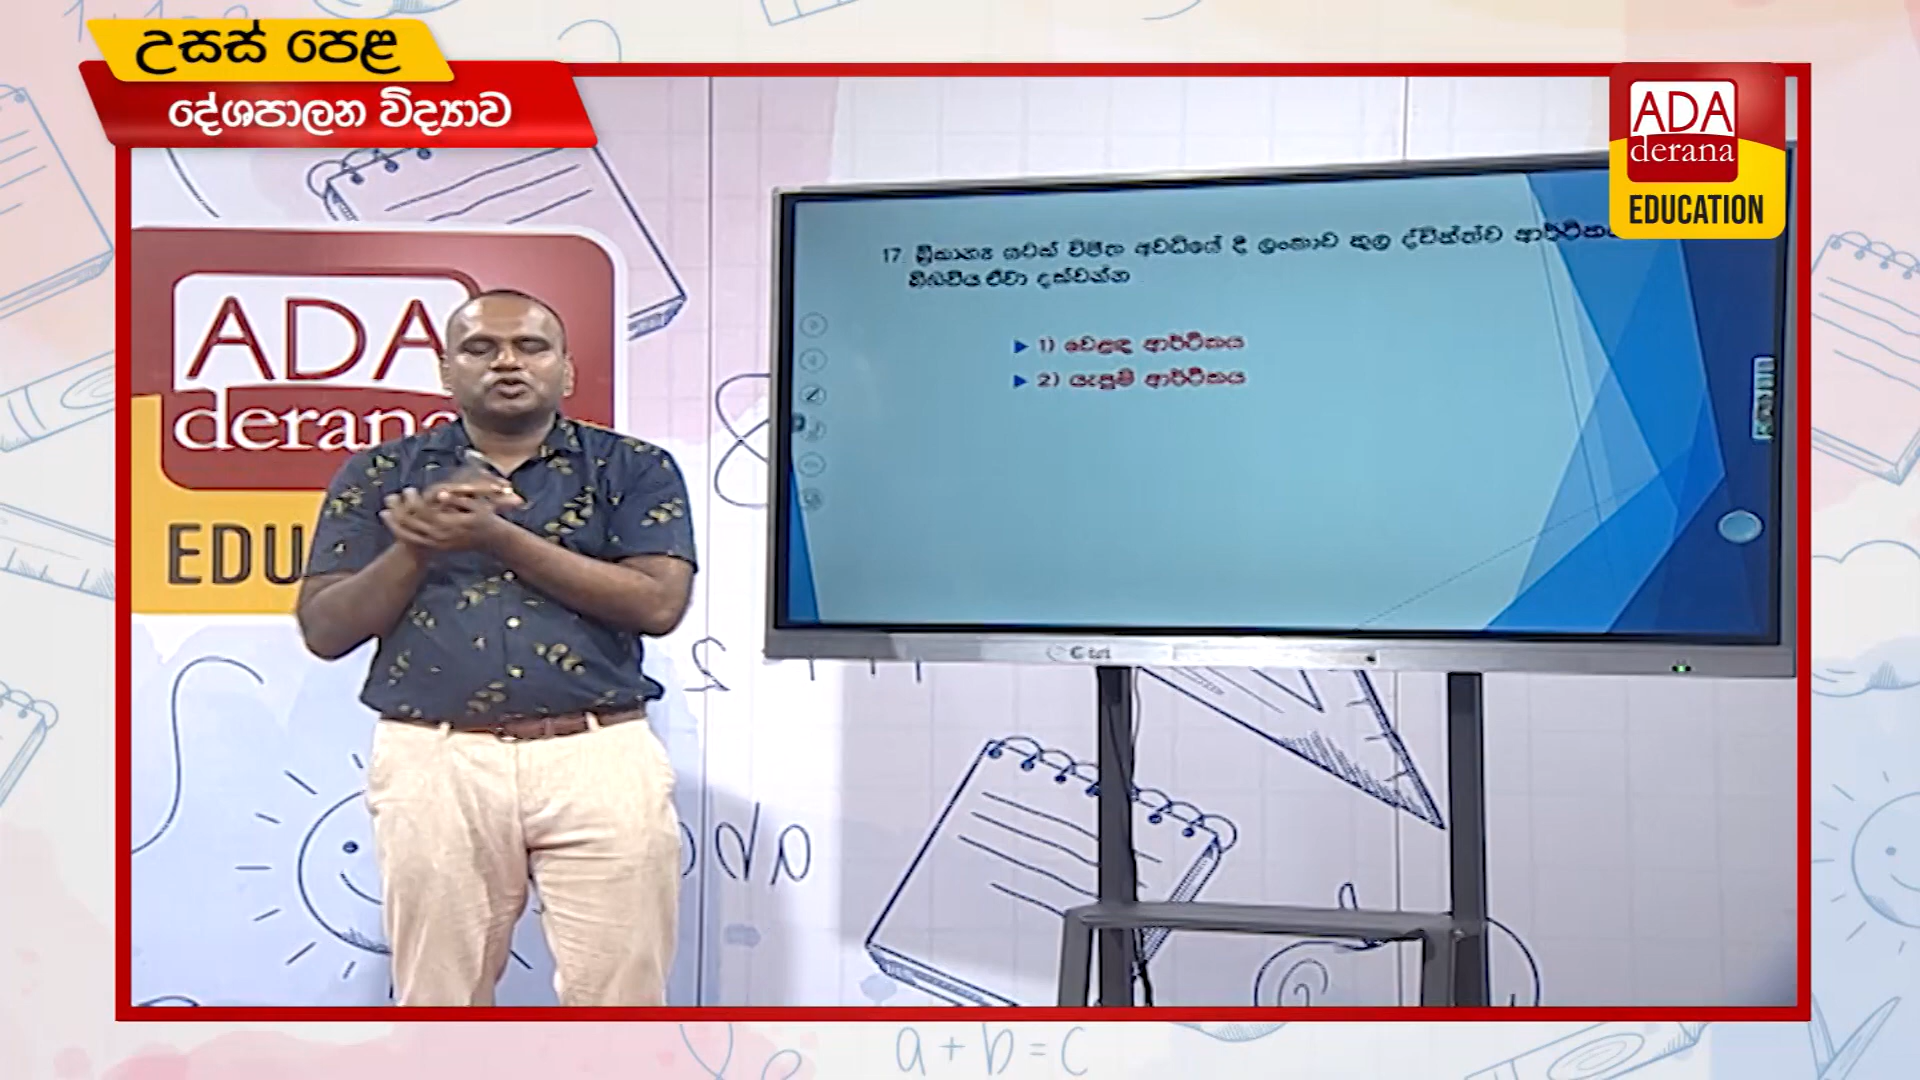 උසස් පෙළ
දේශපාලන විද්‍යාව
ADA
derana
EDUCATION
ADA
derana
EDU
17. බ්‍රිතාන්‍ය යටත් විජිත අවධියේ දී ලංකාව තුල ද්විත්ත්ව ආර්ථික
තිබිවිය ඒවා දක්වන්න
1) වෙළඳ ආර්ථිකය
2) යැපුම් ආර්ථිකය
a + b = c